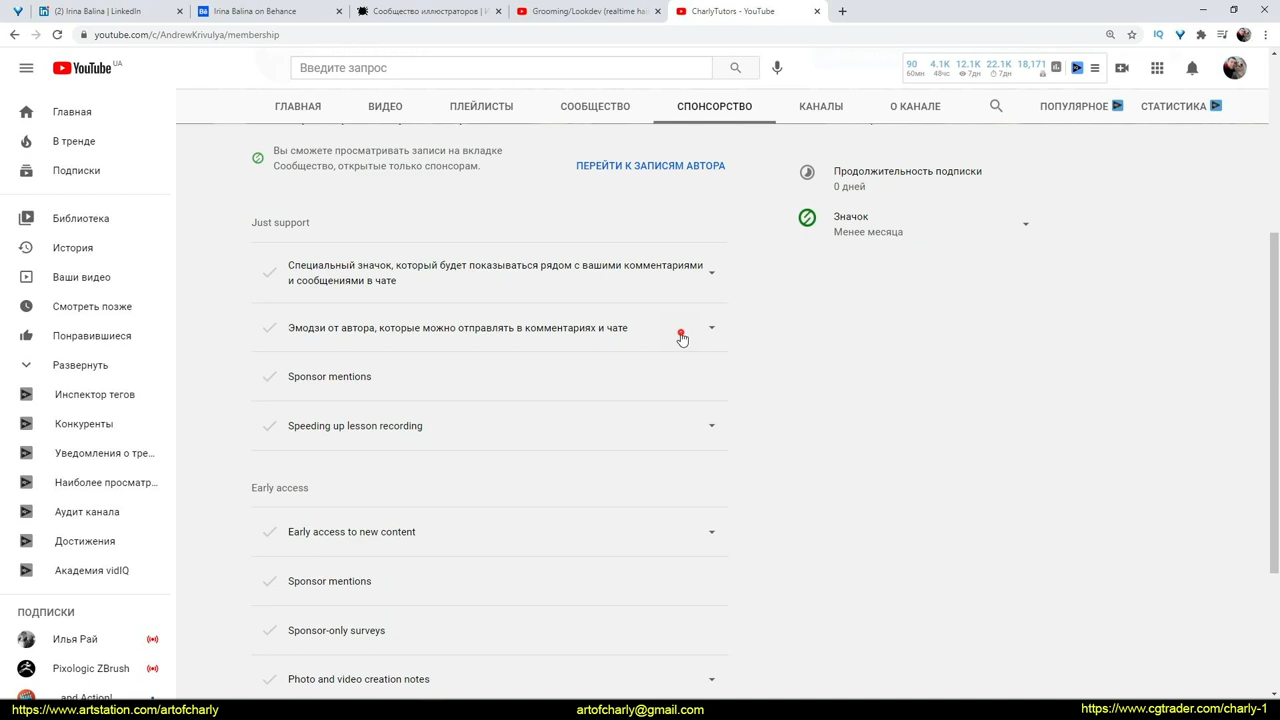 (2) Irina Balina | LinkedIn
Irina Balina on Behance
Сообщество иллюстраторов | И
Grooming/Lookdev (realtime ha
CharlyTutors - YouTube
youtube.com/c/AndrewKrivulya/membership
YouTube UA
Введите запрос
90 4.1K 12.1K 22.1K 18,171
60мн 48чс 7дн 7дн
ГЛАВНАЯ ВИДЕО ПЛЕЙЛИСТЫ СООБЩЕСТВО СПОНСОРСТВО КАНАЛЫ О КАНАЛЕ ПОПУЛЯРНОЕ СТАТИСТИКА
Главная
В тренде
Подписки
Библиотека
История
Ваши видео
Смотреть позже
Понравившиеся
Развернуть
Инспектор тегов
Конкуренты
Уведомления о тре...
Наиболее просматр...
Аудит канала
Достижения
Академия vidIQ
ПОДПИСКИ
Илья Рай
Pixologic ZBrush
...and Action!
Вы сможете просматривать записи на вкладке
Сообщество, открытые только спонсорам.
ПЕРЕЙТИ К ЗАПИСЯМ АВТОРА
Just support
Специальный значок, который будет показываться рядом с вашими комментариями
и сообщениями в чате
Эмодзи от автора, которые можно отправлять в комментариях и чате
Sponsor mentions
Speeding up lesson recording
Early access
Early access to new content
Sponsor mentions
Sponsor-only surveys
Photo and video creation notes
Продолжительность подписки
0 дней
Значок
Менее месяца
https://www.artstation.com/artofcharly
artofcharly@gmail.com
https://www.cgtrader.com/charly-1